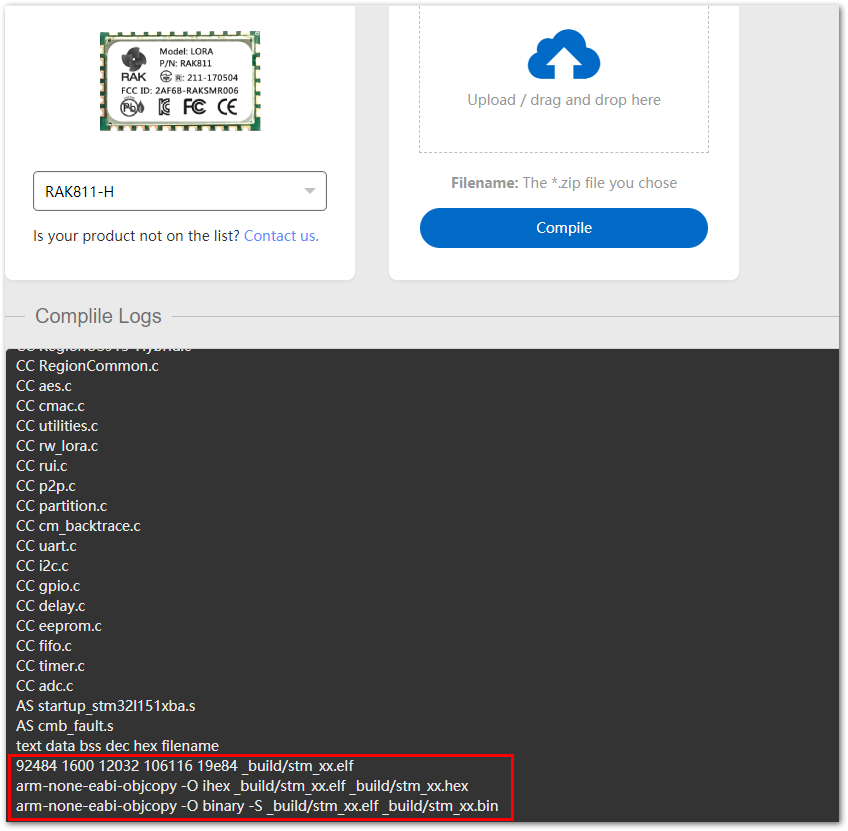 Model: LORA
P/N: RAK811
RAK
R: 211-170504
FCC ID: 2AF6B-RAKSMR006
Pb FC CE
RAK811-H
Is your product not on the list? Contact us.
Upload / drag and drop here
Filename: The *.zip file you chose
Compile
Complile Logs
CC RegionCommon.c
CC aes.c
CC cmac.c
CC utilities.c
CC rw_lora.c
CC rui.c
CC p2p.c
CC partition.c
CC cm_backtrace.c
CC uart.c
CC i2c.c
CC gpio.c
CC delay.c
CC eeprom.c
CC fifo.c
CC timer.c
CC adc.c
AS startup_stm32l151xba.s
AS cmb_fault.s
text data bss dec hex filename
92484 1600 12032 106116 19e84 _build/stm_xx.elf
arm-none-eabi-objcopy -O ihex _build/stm_xx.elf _build/stm_xx.hex
arm-none-eabi-objcopy -O binary -S _build/stm_xx.elf _build/stm_xx.bin